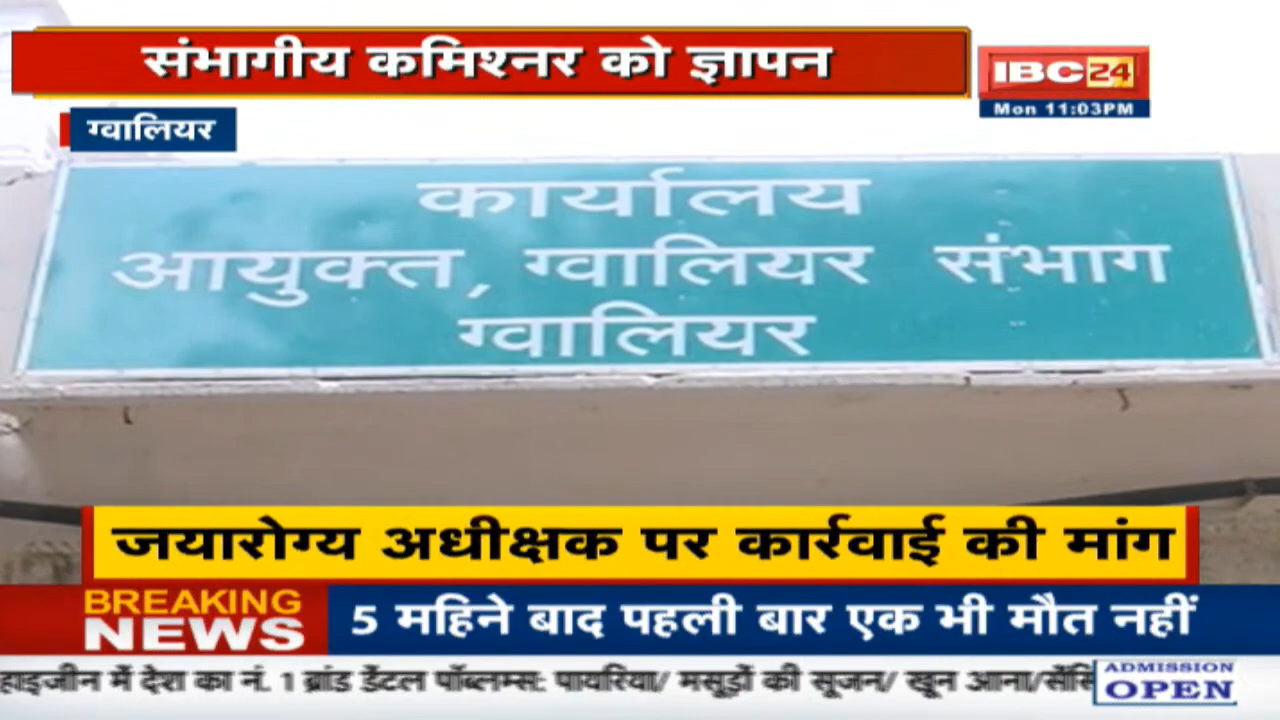 संभागीय कमिश्नर को ज्ञापन
IBC24
Mon 11:03PM
ग्वालियर
कार्यालय
आयुक्त, ग्वालियर संभाग
ग्वालियर
जयारोग्य अधीक्षक पर कार्रवाई की मांग
BREAKING NEWS
5 महिने बाद पहली बार एक भी मौत नहीं
हाइजीन में देश का नं. 1 ब्रांड डेंटल पॉब्लम्स: पायरिया/ मसूड़ों की सूजन/ खून आना/
ADMISSION OPEN